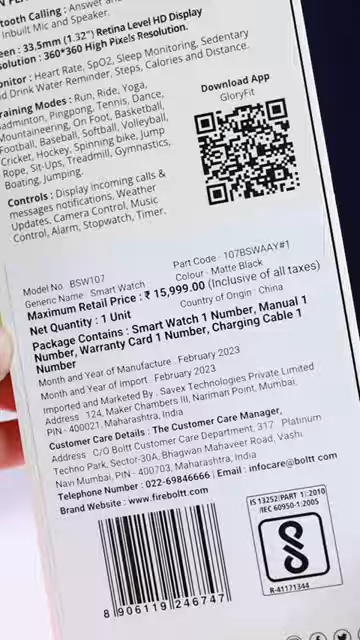 tooth Calling : Answer and
Inbuilt Mic and Speaker.
een : 33.5mm (1.32") Retina Level HD Display
solution : 360*360 High Pixels Resolution.
nitor : Heart Rate, SpO2, Sleep Monitoring, Sedentary
nd Drink Water Reminder, Steps, Calories and Distance.
raining Modes : Run, Ride, Yoga,
Badminton, Pingpong, Tennis, Dance,
Mountaineering, On Foot, Basketball,
Football, Baseball, Softball, Volleyball,
Cricket, Hockey, Spinning bike, Jump
Rope, Sit-Ups, Treadmill, Gymnastics,
Boating, Jumping.
Controls : Display incoming calls &
messages notifications, Weather
Updates, Camera Control, Music
Control, Alarm, Stopwatch, Timer.
Download App
GloryFit
Model No BSW107
Part Code : 107BSWAAY#1
Generic Name : Smart Watch
Colour : Matte Black
Maximum Retail Price : ₹ 15,999.00 (Inclusive of all taxes)
Net Quantity : 1 Unit
Country of Origin : China
Package Contains : Smart Watch 1 Number, Manual 1
Number, Warranty Card 1 Number, Charging Cable 1
Number
Month and Year of Manufacture : February 2023
Month and Year of Import : February 2023
Imported and Marketed By : Savex Technologies Private Limited
Address 124, Maker Chambers III, Nariman Point, Mumbai,
PIN - 400021, Maharashtra, India
Customer Care Details : The Customer Care Manager,
Address C/O Boltt Customer Care Department, 317 Platinum
Techno Park, Sector-30A, Bhagwan Mahaveer Road, Vashi
Navi Mumbai, PIN - 400703, Maharashtra, India
Telephone Number : 022-69846666 | Email : infocare@boltt.com
Brand Website : www.fireboltt.com
8 906119 246747
IS 13252(PART 1):2010
/IEC 60950-1:2005
R-41171344